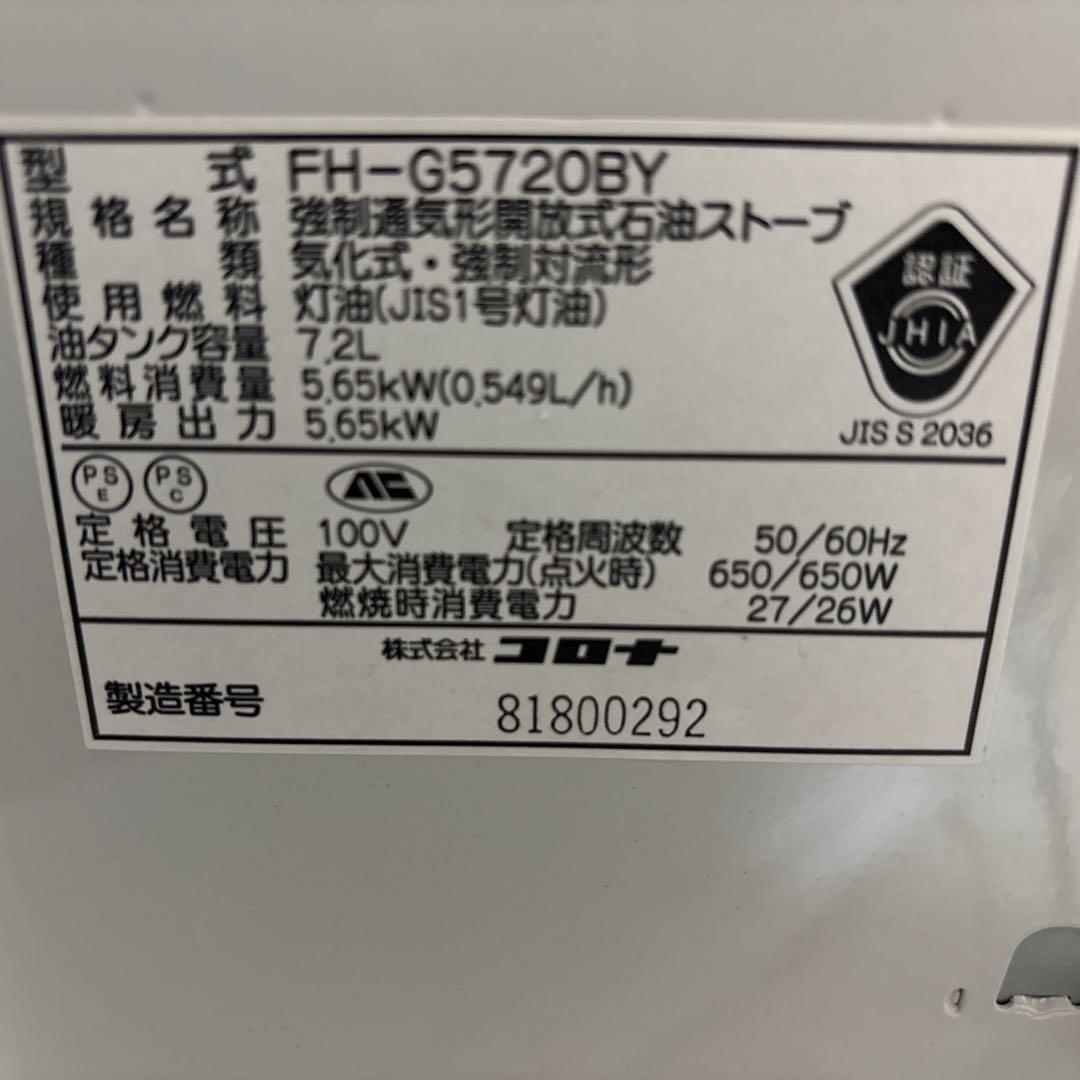 型式 FH-G5720BY
規格名称 強制通気形開放式石油ストーブ
種類 気化式・強制対流形
使用燃料 灯油(JIS1号灯油)
油タンク容量 7.2L
燃料消費量 5.65kW(0.549L/h)
暖房出力 5.65kW
認証
JHIA
JIS S 2036
PS E PS C
定格電圧 100V 定格周波数 50/60Hz
定格消費電力 最大消費電力(点火時) 650/650W
燃焼時消費電力 27/26W
株式会社 コロナ
製造番号 81800292